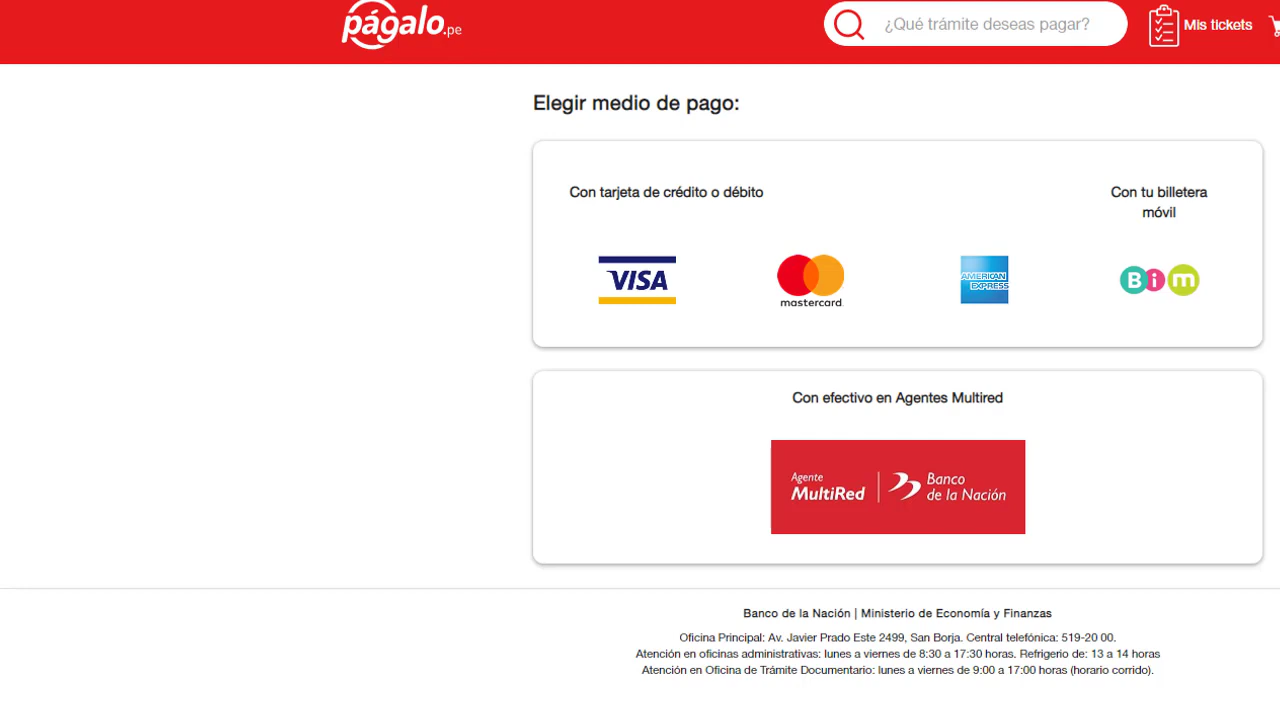 págalo.pe
¿Qué trámite deseas pagar?
Mis tickets
Elegir medio de pago:
Con tarjeta de crédito o débito
Con tu billetera
móvil
VISA
mastercard.
AMERICAN
EXPRESS
Bim
Con efectivo en Agentes Multired
Agente
MultiRed
Banco
de la Nación
Banco de la Nación | Ministerio de Economía y Finanzas
Oficina Principal: Av. Javier Prado Este 2499, San Borja. Central telefónica: 519-20 00.
Atención en oficinas administrativas: lunes a viernes de 8:30 a 17:30 horas. Refrigerio de: 13 a 14 horas
Atención en Oficina de Trámite Documentario: lunes a viernes de 9:00 a 17:00 horas (horario corrido).